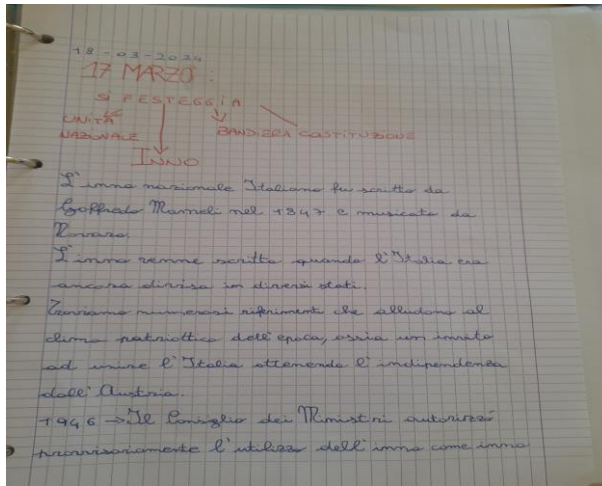 18-03-2024
17 MARZO:
SI FESTEGGIA
UNITÀ NAZIONALE
BANDIERA COSTITUZIONE
INNO
L'inno nazionale Italiano fu scritto da
Goffredo Mameli nel 1847 e musicato da
Novaro.
L'inno venne scritto quando l'Italia era
ancora divisa in diversi stati.
Troviamo numerosi riferimenti che alludono al
clima patriottico dell'epoca, ossia un invito
ad unire l'Italia ottenendo l'indipendenza
dall'Austria.
1946 → Il Consiglio dei Ministri autorizzò
provvisoriamente l'utilizzo dell'inno come inno